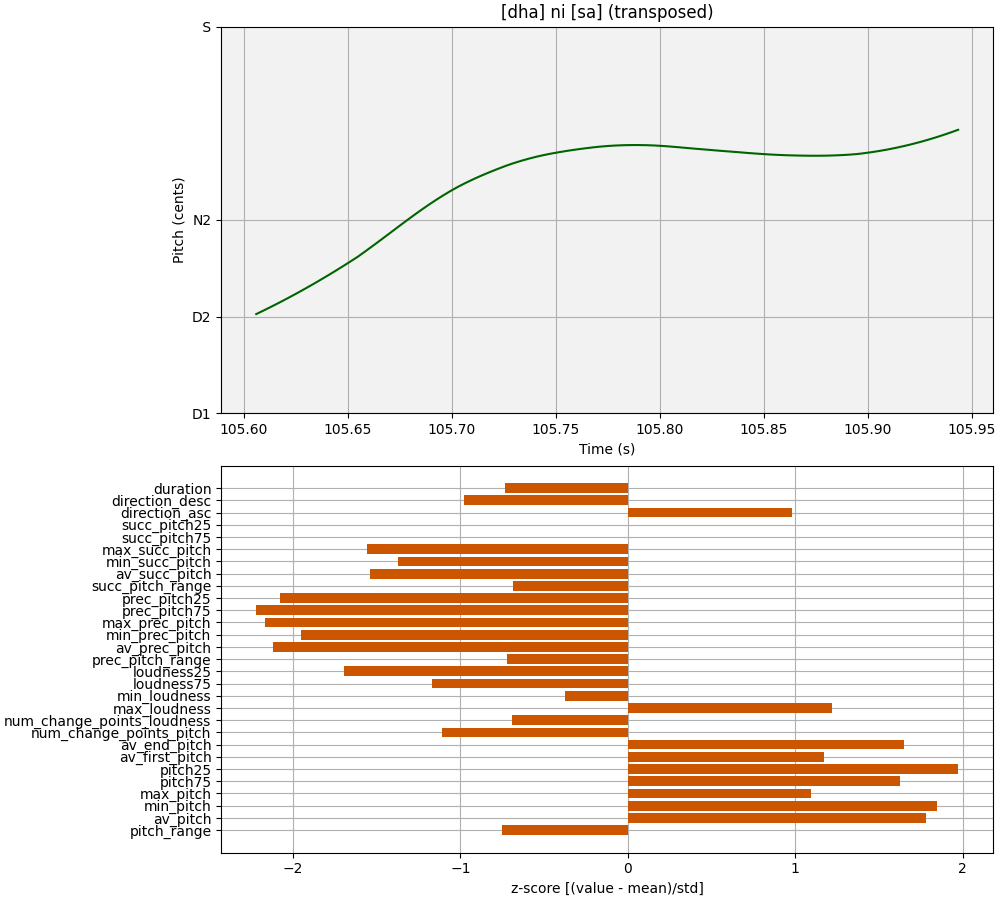 [dha] ni [sa] (transposed)
S
N2
D2
D1
Pitch (cents)
105.60 105.65 105.70 105.75 105.80 105.85 105.90 105.95
Time (s)
duration
direction_desc
direction_asc
succ_pitch25
succ_pitch75
max_succ_pitch
min_succ_pitch
av_succ_pitch
succ_pitch_range
prec_pitch25
prec_pitch75
max_prec_pitch
min_prec_pitch
av_prec_pitch
prec_pitch_range
loudness25
loudness75
min_loudness
max_loudness
num_change_points_loudness
num_change_points_pitch
av_end_pitch
av_first_pitch
pitch25
pitch75
max_pitch
min_pitch
av_pitch
pitch_range
−2 −1 0 1 2
z-score [(value - mean)/std]